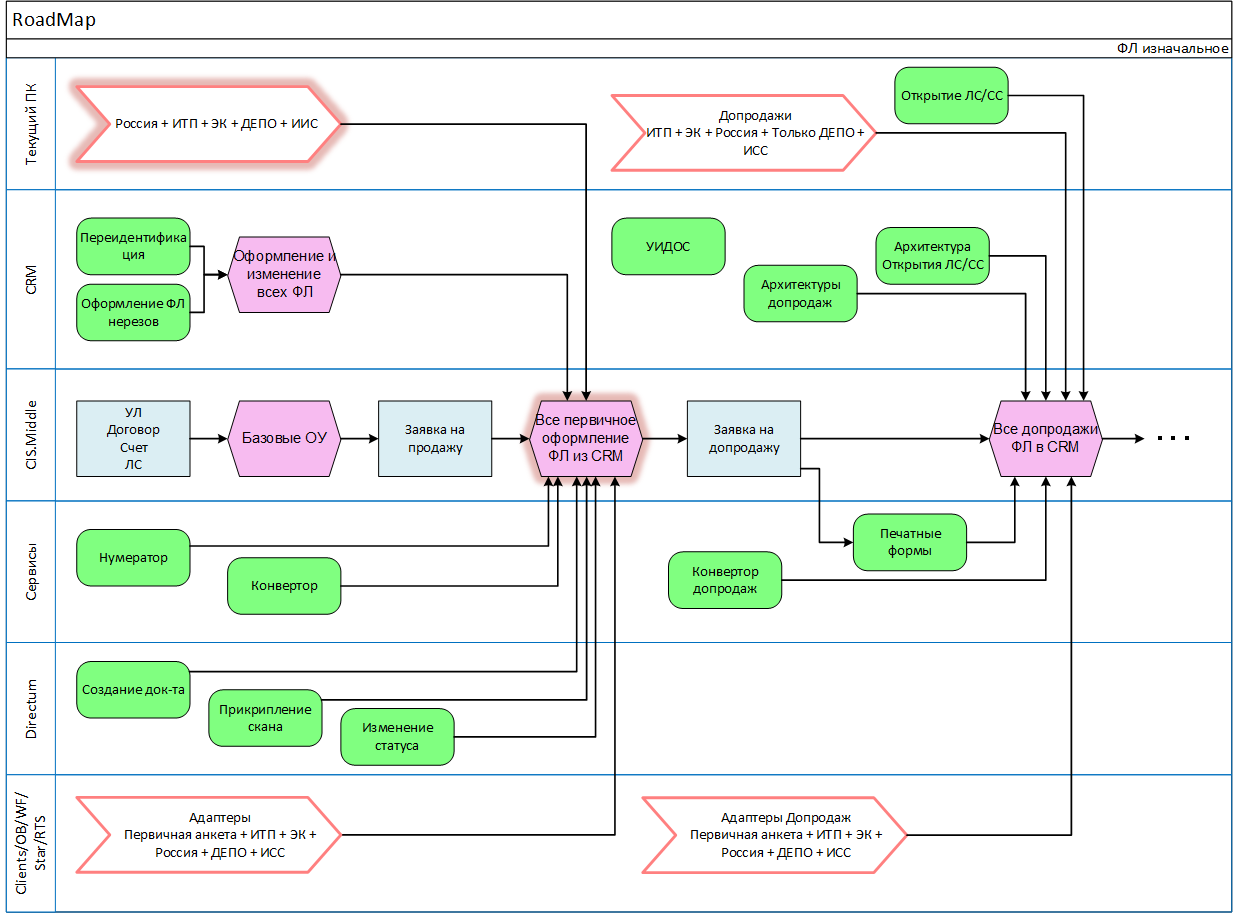 RoadMap
ФЛ изначальное
Текущий ПК
Россия + ИТП + ЭК + ДЕПО + ИИС
Допродажи
ИТП + ЭК + Россия + Только ДЕПО +
ИСС
Открытие ЛС/СС
CRM
Переидентифика
ция
Оформление ФЛ
нерезов
Оформление и
изменение
всех ФЛ
УИДОС
Архитектуры
допродаж
Архитектура
Открытия ЛС/СС
CIS.Middle
УЛ
Договор
Счет
ЛС
Базовые ОУ
Заявка на
продажу
Все первичное
оформление
ФЛ из CRM
Заявка на
допродажу
Все допродажи
ФЛ в CRM
...
Сервисы
Нумератор
Конвертор
Конвертор
допродаж
Печатные
формы
Directum
Создание док-та
Прикрипление
скана
Изменение
статуса
Clients/OB/WF/
Star/RTS
Адаптеры
Первичная анкета + ИТП + ЭК +
Россия + ДЕПО + ИСС
Адаптеры Допродаж
Первичная анкета + ИТП + ЭК +
Россия + ДЕПО + ИСС